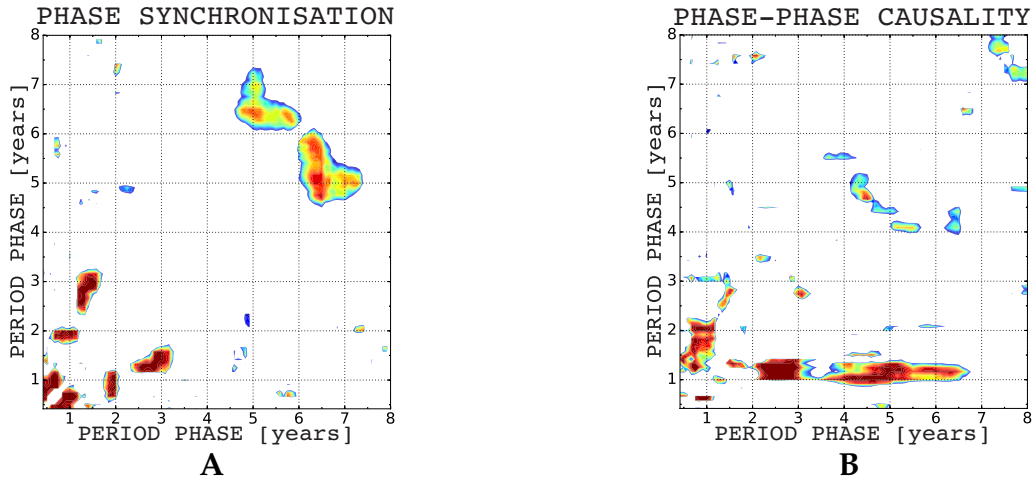 PHASE SYNCHRONISATION
8
7
6
5
4
3
2
1
PERIOD PHASE [years]
1 2 3 4 5 6 7 8
PERIOD PHASE [years]
A
PHASE-PHASE CAUSALITY
8
7
6
5
4
3
2
1
PERIOD PHASE [years]
1 2 3 4 5 6 7 8
PERIOD PHASE [years]
B